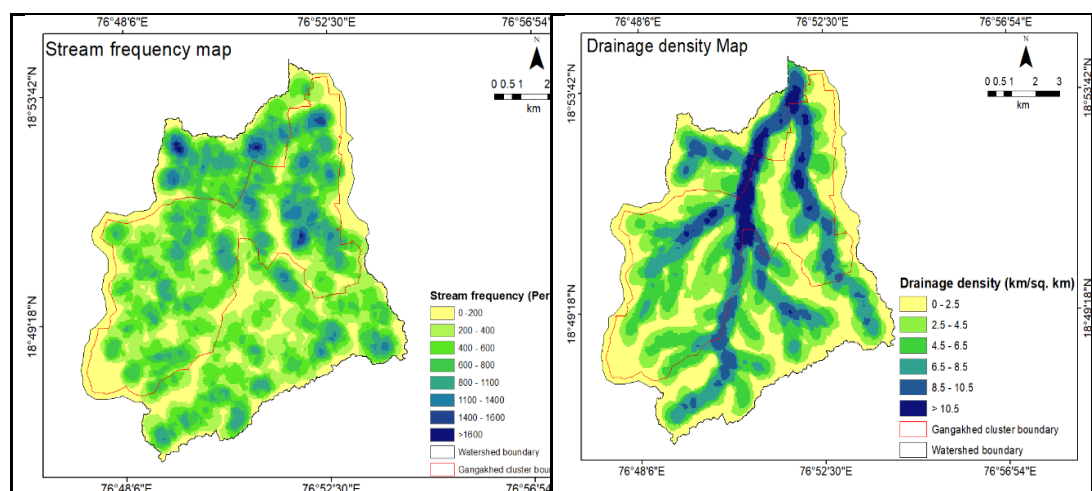 76°48'6"E 76°52'30"E 76°56'54"
Stream frequency map
N
0 0.5 1 2
km
18°53'42"N
18°49'18"N
Stream frequency (Per
0 -200
200 - 400
400 - 600
600 - 800
800 - 1100
1100 - 1400
1400 - 1600
>1600
Watershed boundary
Gangakhed cluster bour
76°48'6"E 76°52'30"E 76°56'54"
76°48'6"E 76°52'30"E 76°56'54"E
Drainage density Map
N
0 0.5 1 2 3
km
18°53'42"N
18°53'42"N
18°49'18"N
18°49'18"N
Drainage density (km/sq. km)
0 - 2.5
2.5 - 4.5
4.5 - 6.5
6.5 - 8.5
8.5 - 10.5
> 10.5
Gangakhed cluster boundary
Watershed boundary
76°48'6"E 76°52'30"E 76°56'54"E